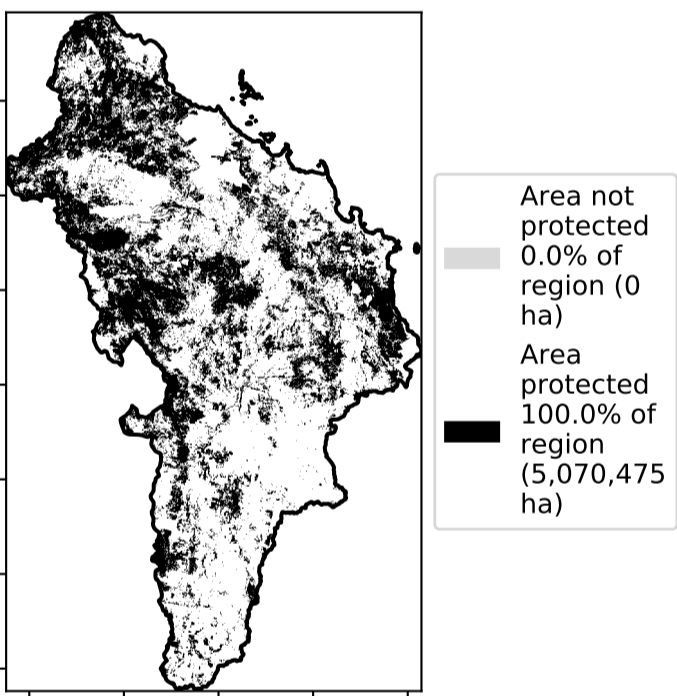 Area not
protected
0.0% of
region (0
ha)
Area
protected
100.0% of
region
(5,070,475
ha)